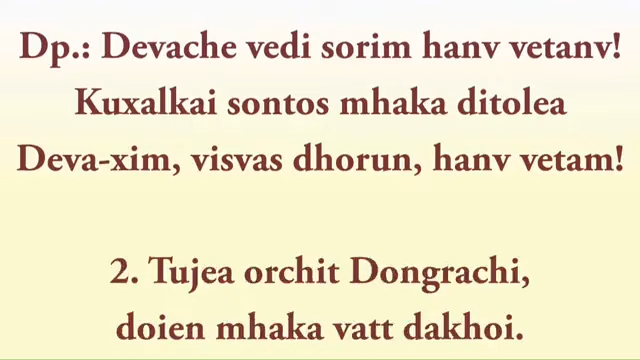 Dp.: Devache vedi sorim hanv vetanv!
Kuxalkai sontos mhaka ditolea
Deva-xim, visvas dhorun, hanv vetam!
2. Tujea orchit Dongrachi,
doien mhaka vatt dakhoi.